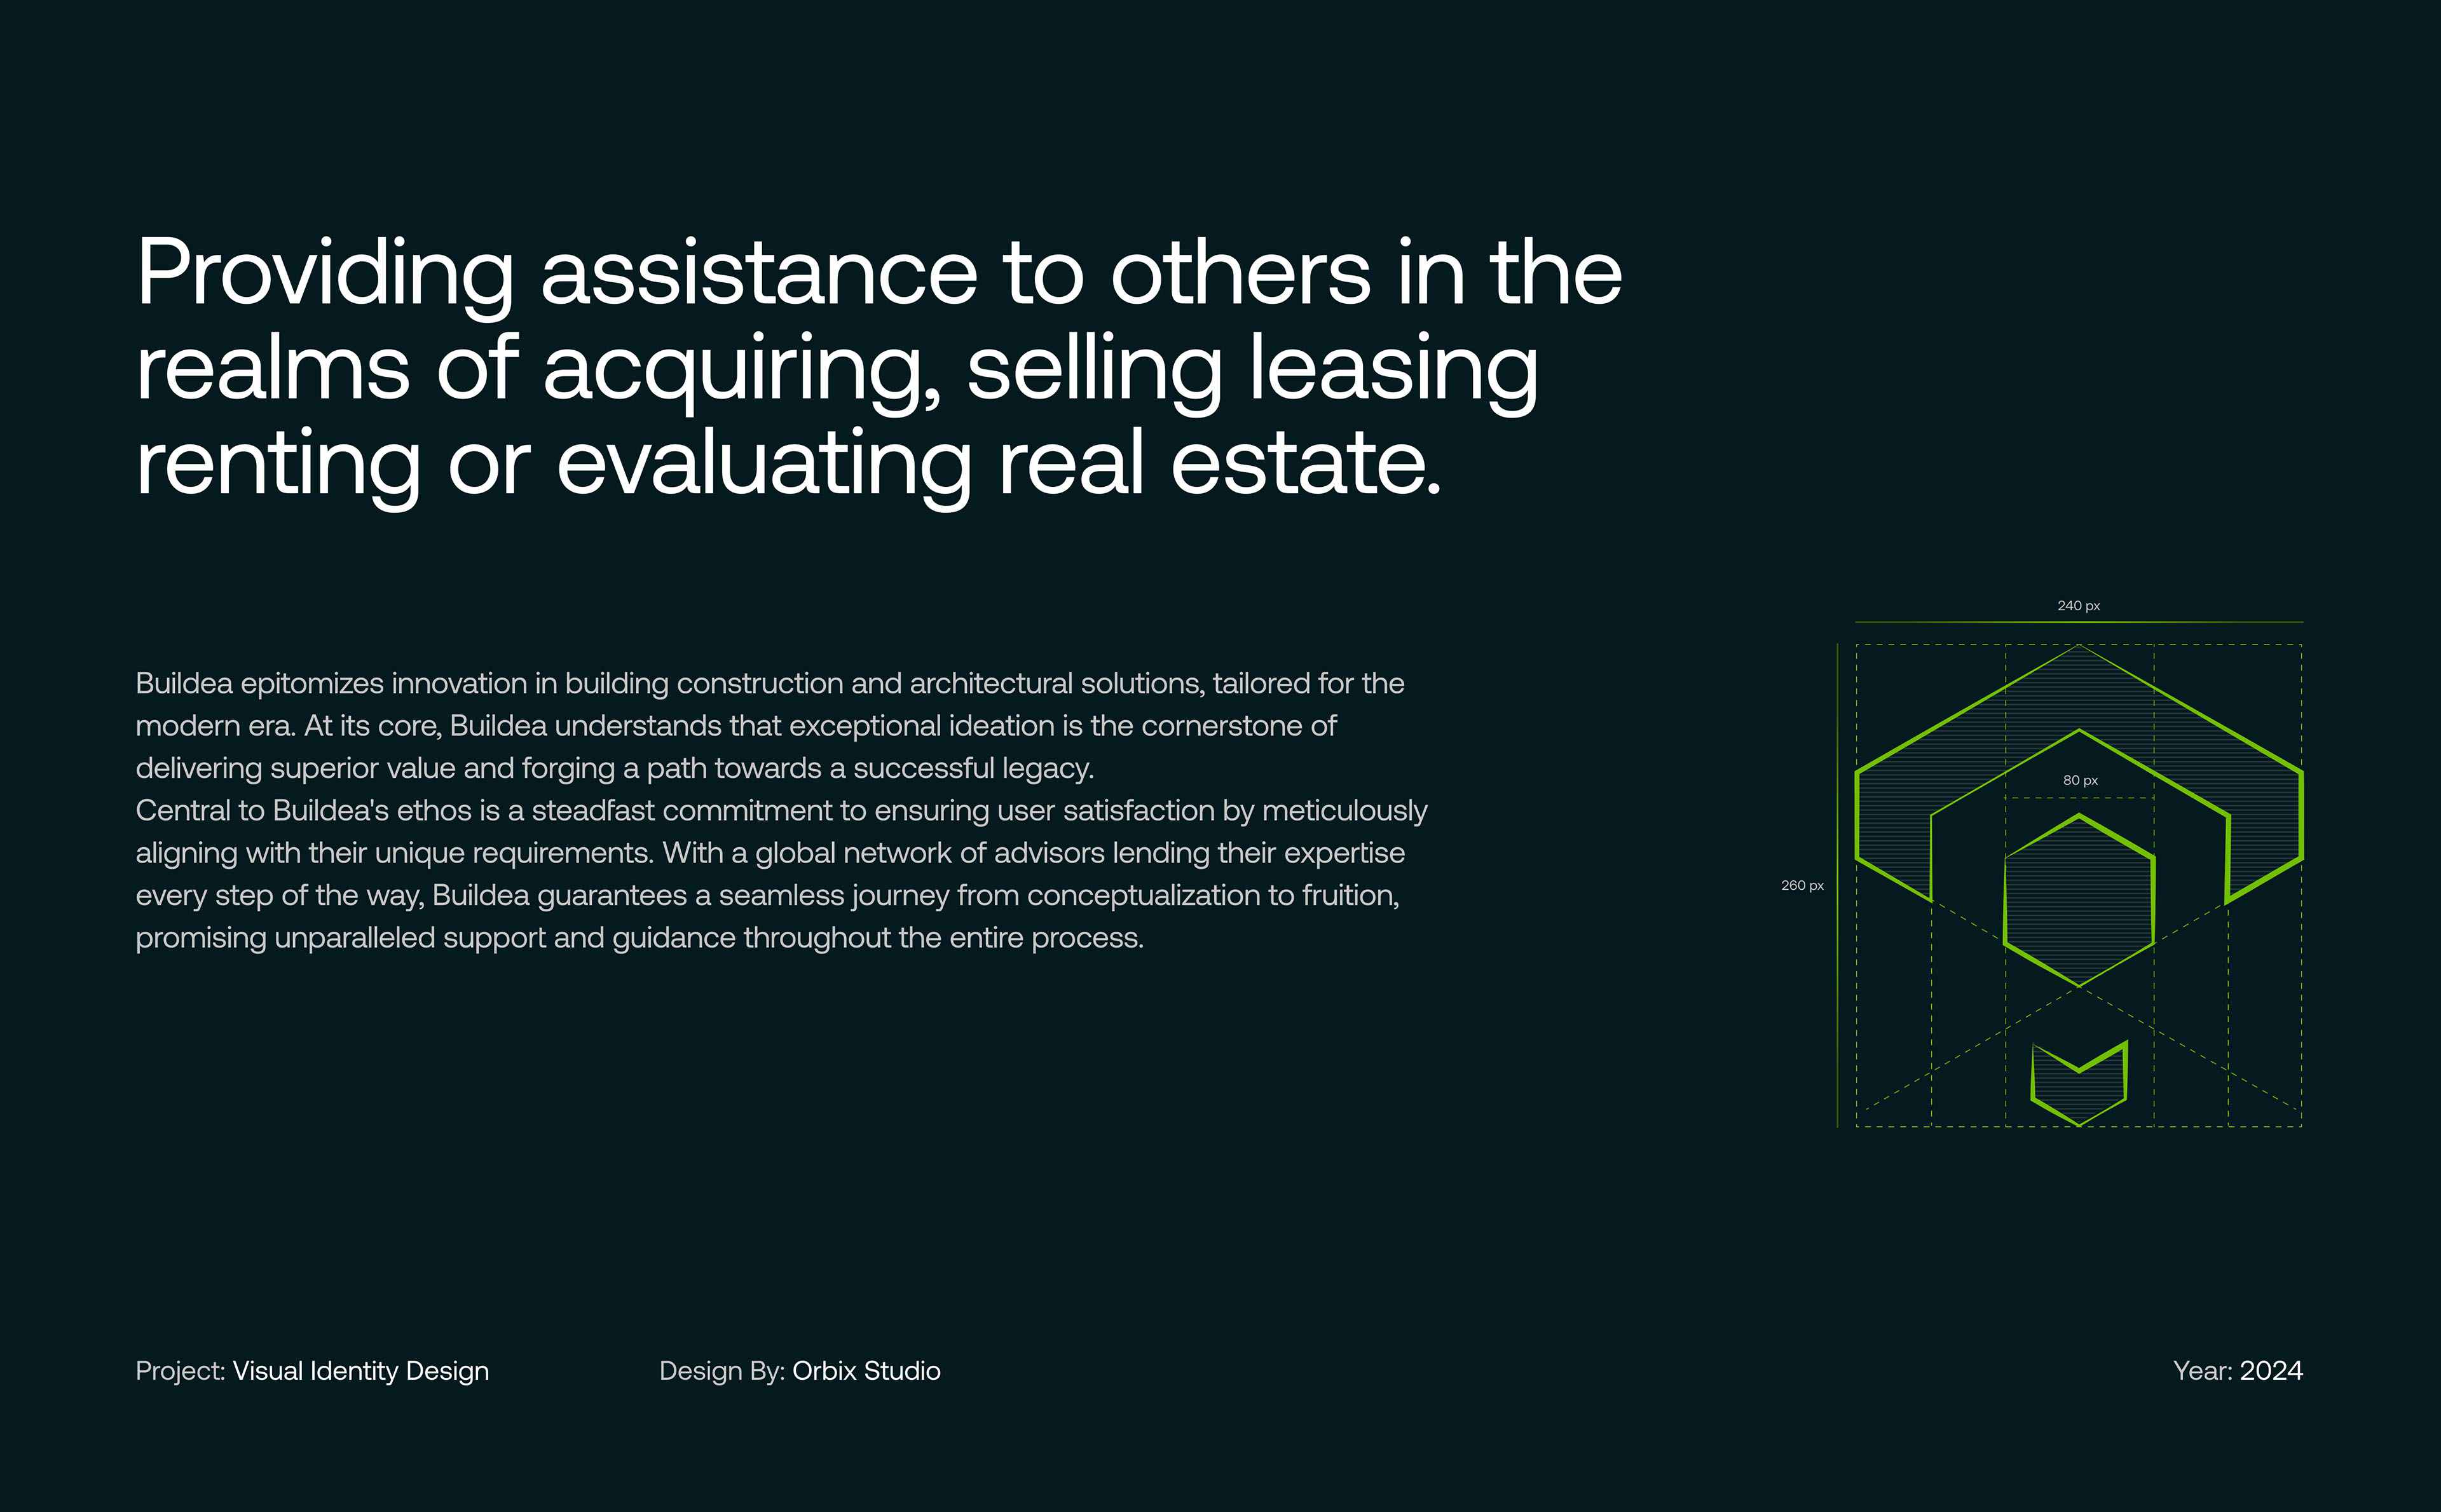 Providing assistance to others in the
realms of acquiring, selling leasing
renting or evaluating real estate.
240 px
Buildea epitomizes innovation in building construction and architectural solutions, tailored for the
modern era. At its core, Buildea understands that exceptional ideation is the cornerstone of
delivering superior value and forging a path towards a successful legacy.
Central to Buildea's ethos is a steadfast commitment to ensuring user satisfaction by meticulously
aligning with their unique requirements. With a global network of advisors lending their expertise
every step of the way, Buildea guarantees a seamless journey from conceptualization to fruition,
promising unparalleled support and guidance throughout the entire process.
80 px
260 px
Project: Visual Identity Design
Design By: Orbix Studio
Year: 2024